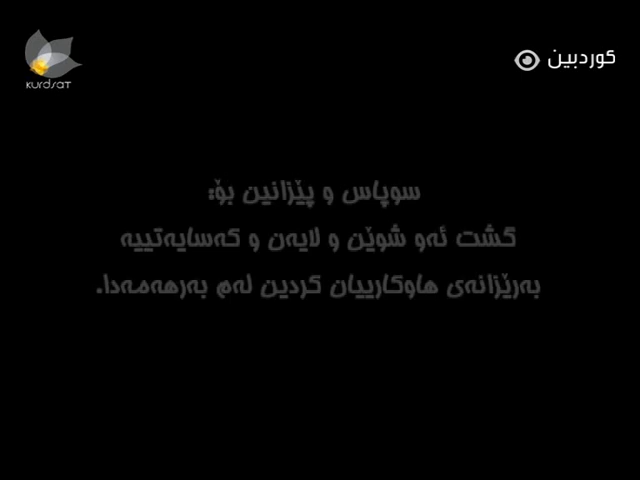 KURDSAT
کوردبین
سوپاس و پێزانین بۆ:
گشت ئەو شوێن و لایەن و کەسایەتییە
بەڕێزانەی هاوکارییان کردین لەم بەرهەمەدا.